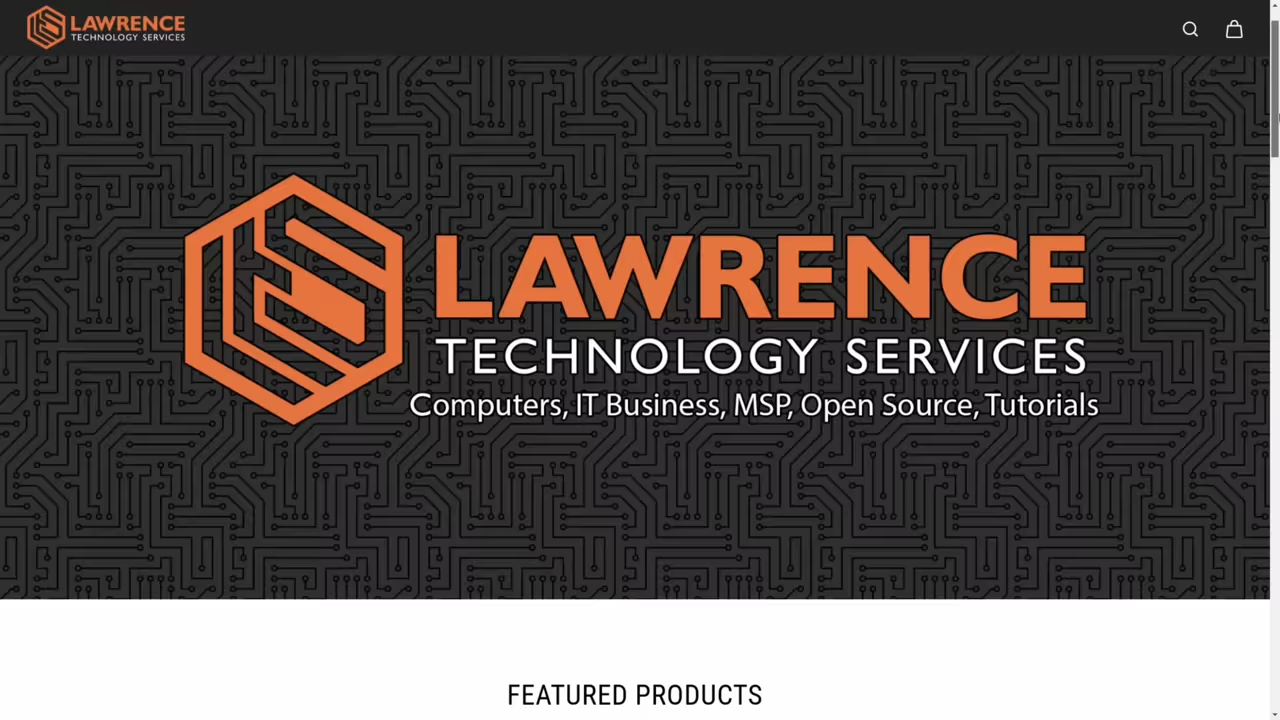 LAWRENCE
TECHNOLOGY SERVICES
LAWRENCE
TECHNOLOGY SERVICES
Computers, IT Business, MSP, Open Source, Tutorials
FEATURED PRODUCTS